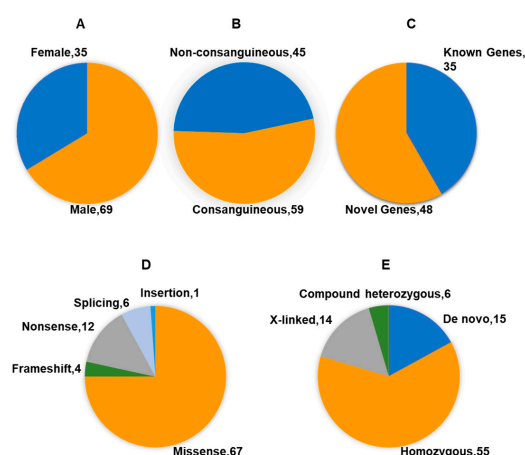 A
B
C
Female,35
Non-consanguineous,45
Known Genes,
35
Male,69
Consanguineous,59
Novel Genes,48
D
E
Insertion,1
Splicing,6
Nonsense,12
Frameshift,4
Missense,67
Compound heterozygous,6
X-linked,14
De novo,15
Homozygous,55